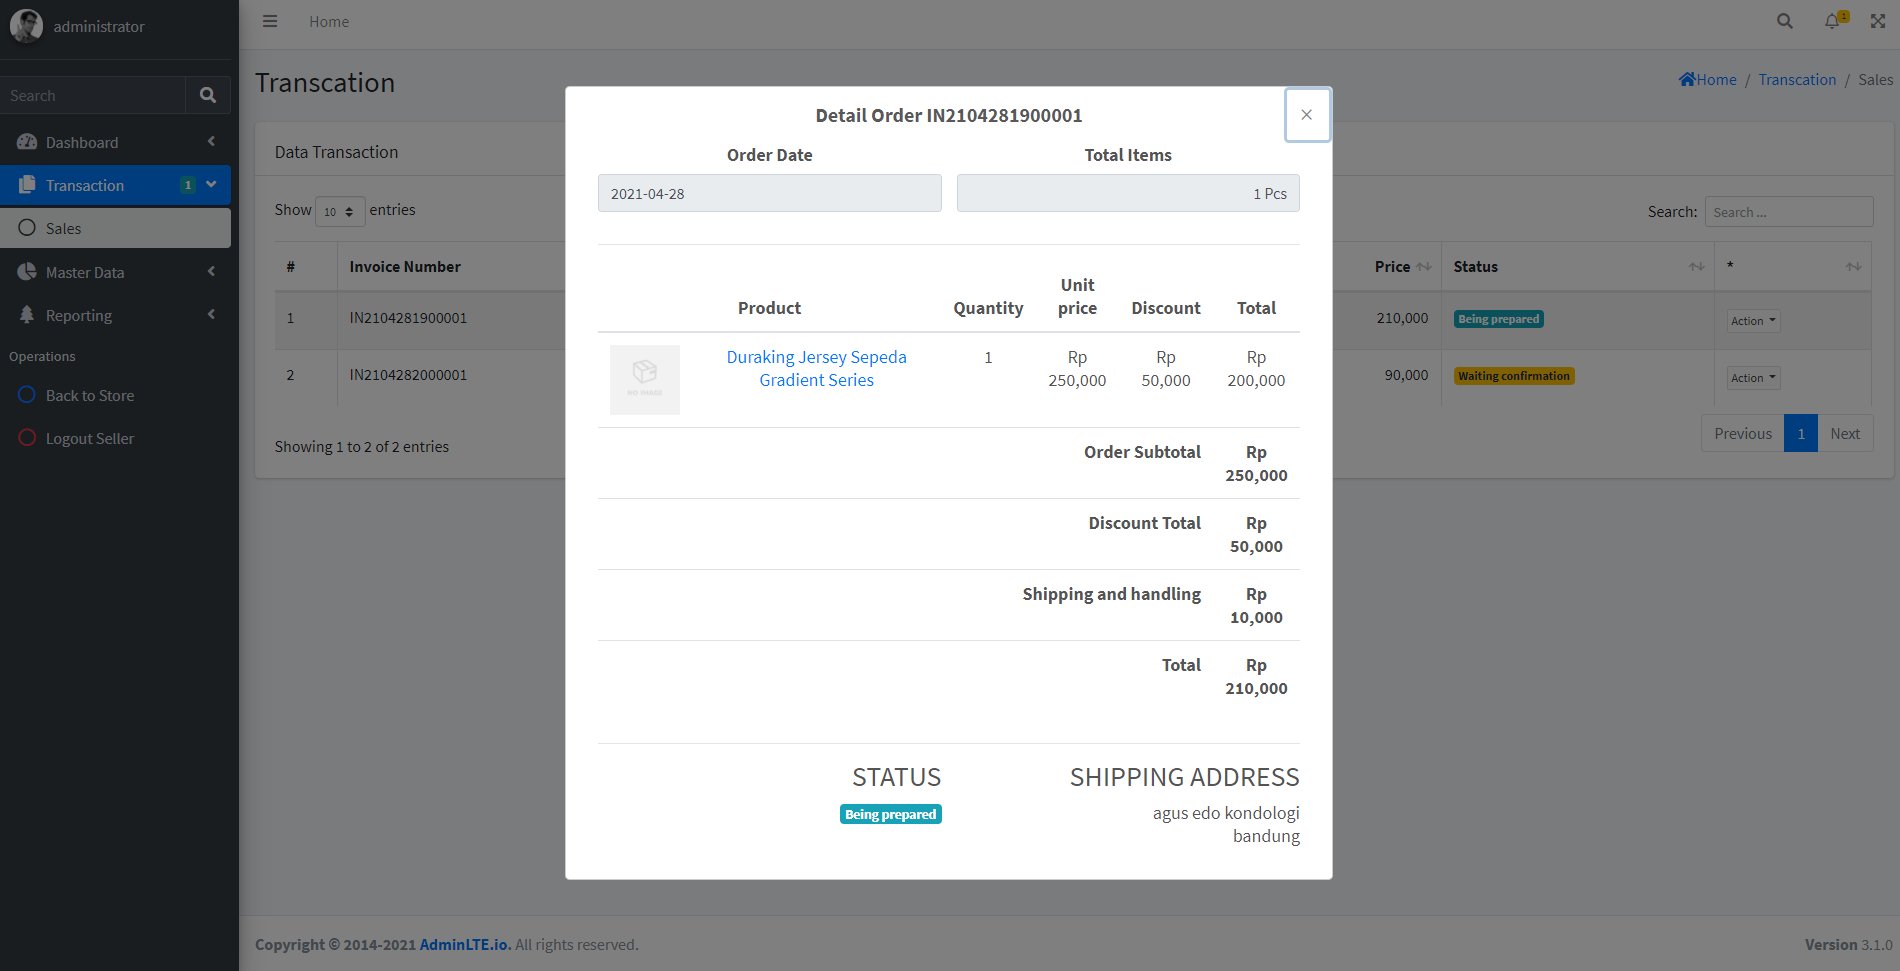 administrator
Home
1
Transcation
Home / Transcation / Sales
Search
Dashboard
Transaction 1
Sales
Master Data
Reporting
Operations
Back to Store
Logout Seller
Data Transaction
Show 10 entries
Search: Search ...
# Invoice Number Price Status *
1 IN2104281900001 210,000 Being prepared Action
2 IN2104282000001 90,000 Waiting confirmation Action
Showing 1 to 2 of 2 entries
Previous 1 Next
Detail Order IN2104281900001
×
Order Date Total Items
2021-04-28 1 Pcs
Product Quantity Unit price Discount Total
NO IMAGE
Duraking Jersey Sepeda 1 Rp Rp Rp
Gradient Series 250,000 50,000 200,000
Order Subtotal Rp
250,000
Discount Total Rp
50,000
Shipping and handling Rp
10,000
Total Rp
210,000
STATUS SHIPPING ADDRESS
Being prepared agus edo kondologi
bandung
Copyright © 2014-2021 AdminLTE.io. All rights reserved.
Version 3.1.0